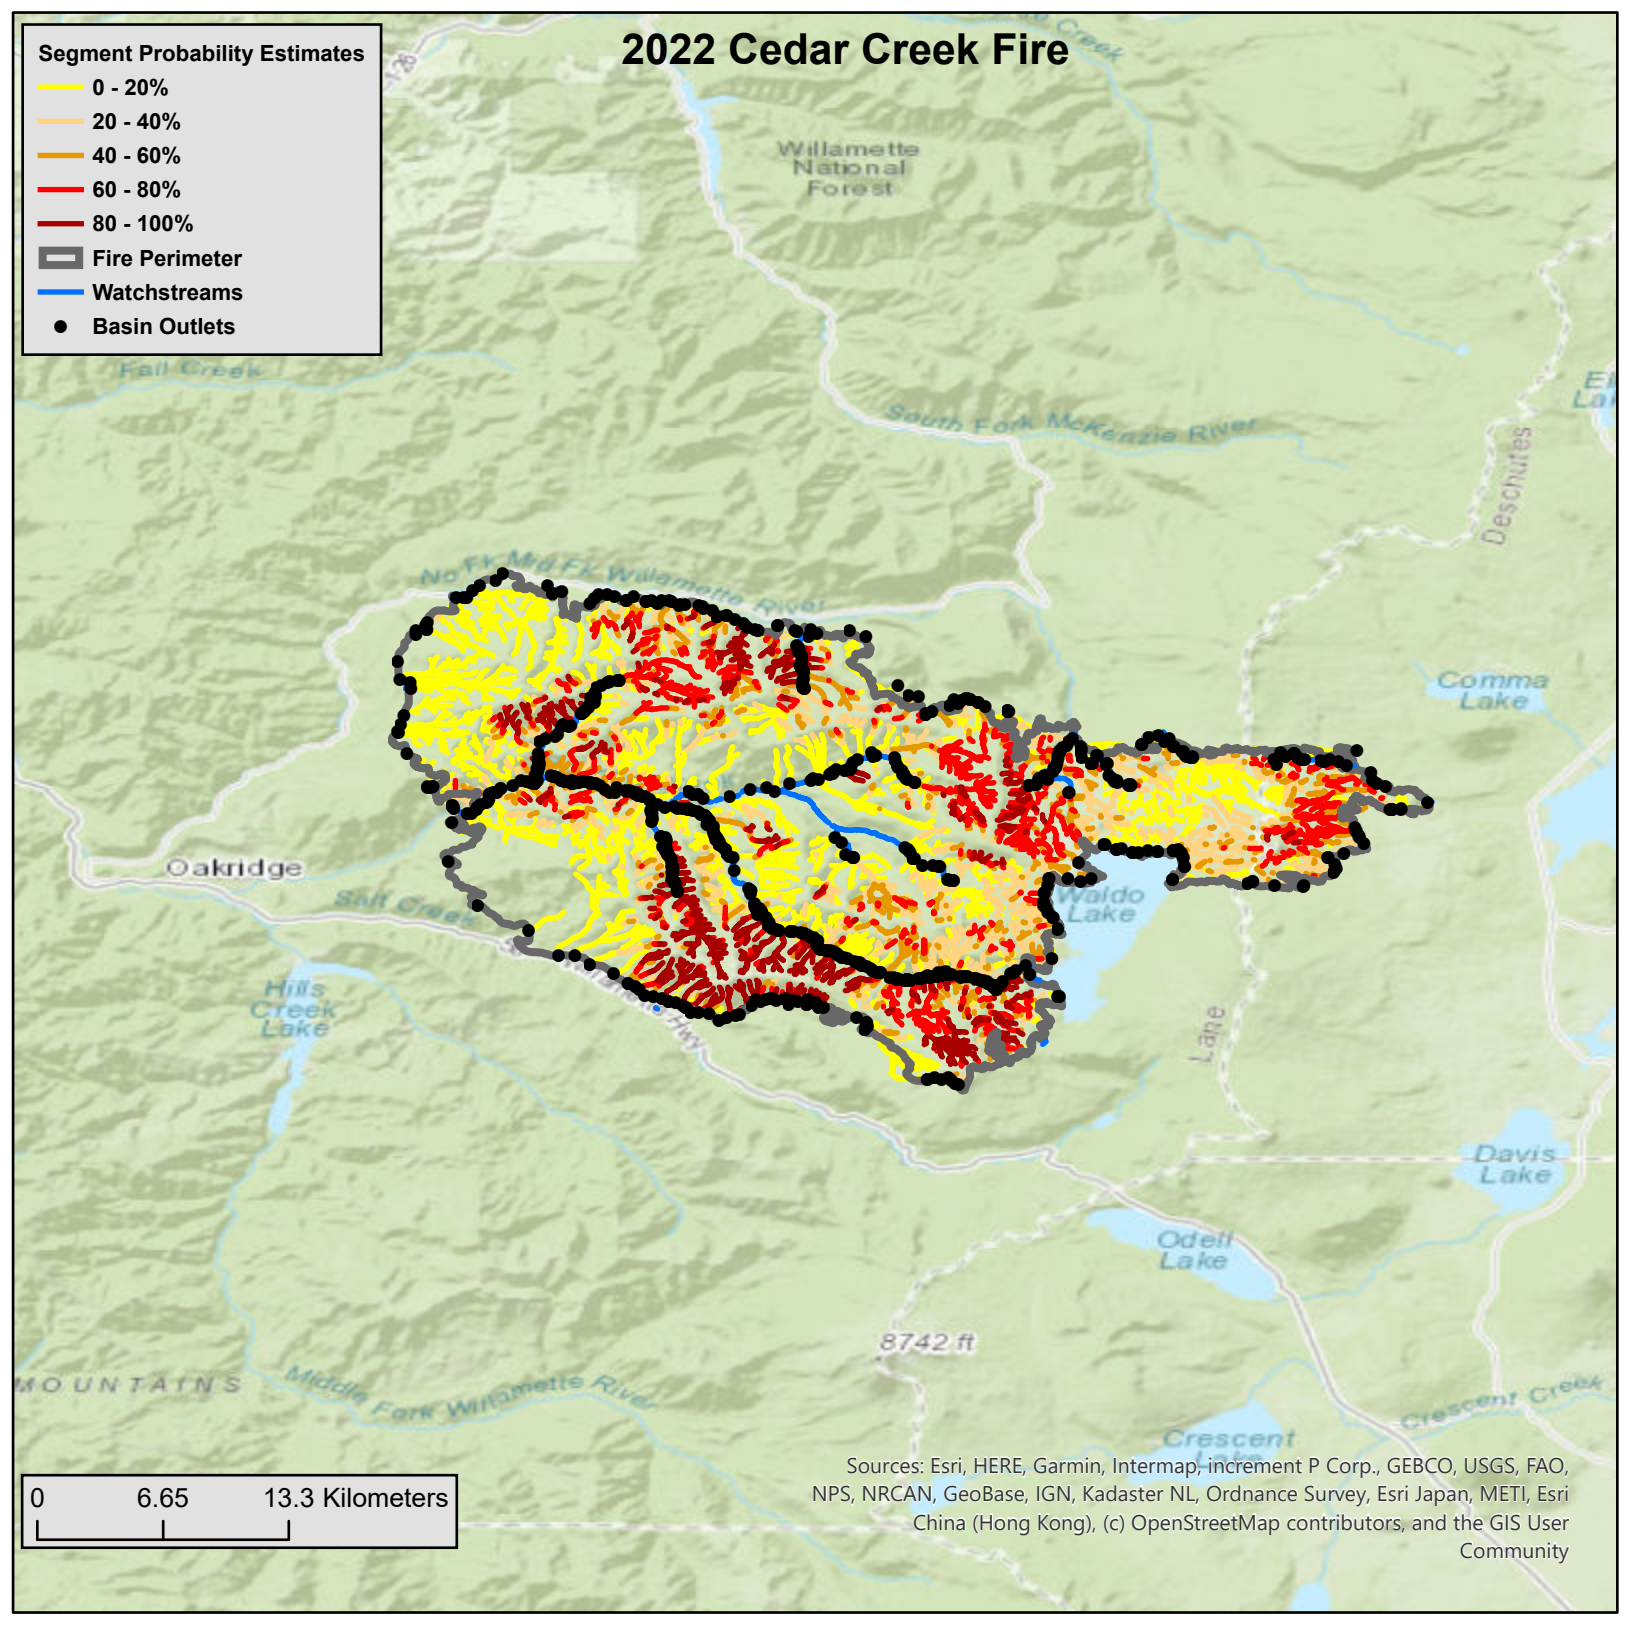 2022 Cedar Creek Fire
Segment Probability Estimates
0 - 20%
20 - 40%
40 - 60%
60 - 80%
80 - 100%
Fire Perimeter
Watchstreams
Basin Outlets
Creek
Willamette
National
Forest
Fall Creek
South Fork McKenzie River
Deschutes
No Fk Mid Fk Willamette River
Comma
Lake
Oakridge
Salt Creek
Waldo
Lake
Hills
Creek
Lake
Hwy
Lane
Davis
Lake
Odell
Lake
8742 ft
MOUNTAINS
Middle Fork Willamette River
Crescent Creek
Crescent
Lake
0
6.65
13.3 Kilometers
Sources: Esri, HERE, Garmin, Intermap, increment P Corp., GEBCO, USGS, FAO,
NPS, NRCAN, GeoBase, IGN, Kadaster NL, Ordnance Survey, Esri Japan, METI, Esri
China (Hong Kong), (c) OpenStreetMap contributors, and the GIS User
Community